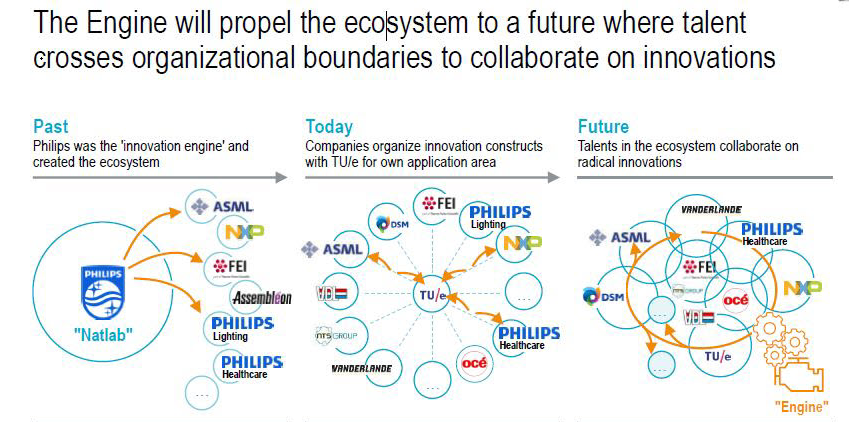 The Engine will propel the ecosystem to a future where talent
crosses organizational boundaries to collaborate on innovations
Past
Philips was the 'innovation engine' and
created the ecosystem
PHILIPS
"Natlab"
ASML
NXP
FEI
Assembléon
PHILIPS
Lighting
PHILIPS
Healthcare
...
Today
Companies organize innovation constructs
with TU/e for own application area
FEI
DSM
PHILIPS
Lighting
ASML
NXP
VDL
TU/e
...
NTS GROUP
PHILIPS
Healthcare
VANDERLANDE
océ
...
Future
Talents in the ecosystem collaborate on
radical innovations
VANDERLANDE
ASML
PHILIPS
Healthcare
FEI
DSM
NTS GROUP
océ
NXP
...
VDL
TU/e
...
"Engine"